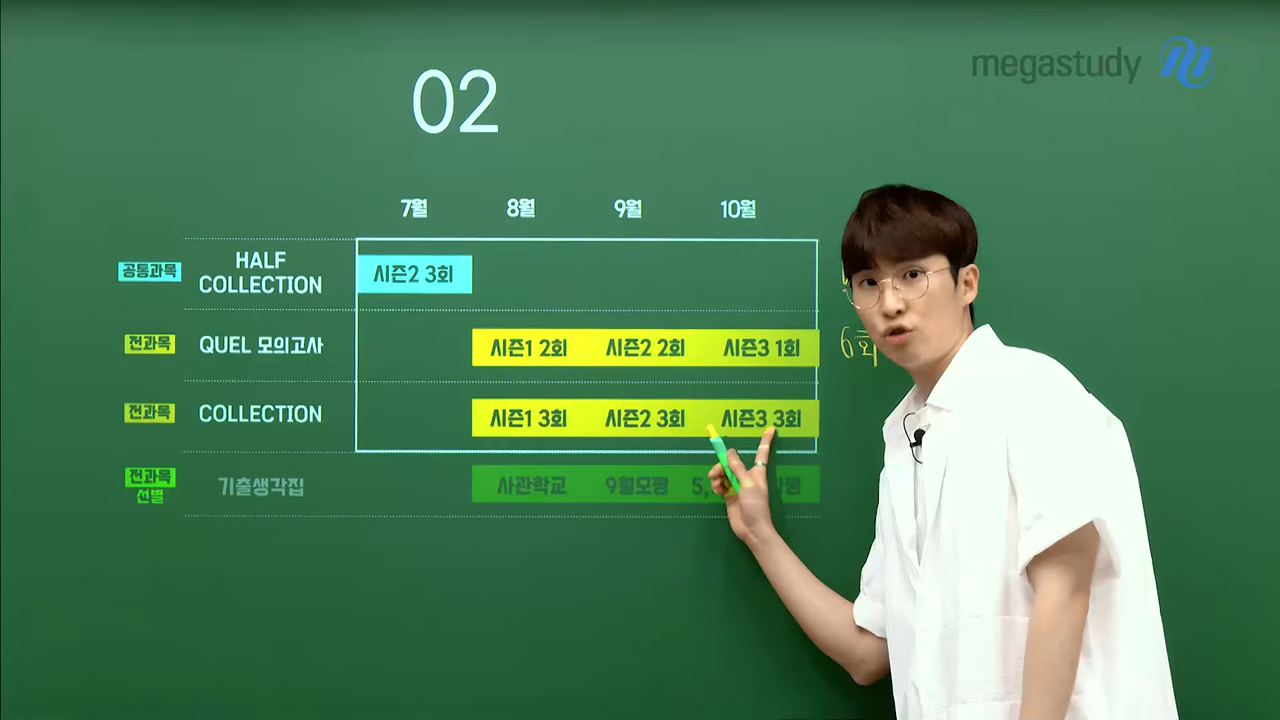 megastudy
02
7월 8월 9월 10월
공통과목 HALF COLLECTION 시즌2 3회
전과목 QUEL 모의고사 시즌1 2회 시즌2 2회 시즌3 1회 6회
전과목 COLLECTION 시즌1 3회 시즌2 3회 시즌3 3회
전과목 선별 기출생각집 사관학교 9월모평 5,